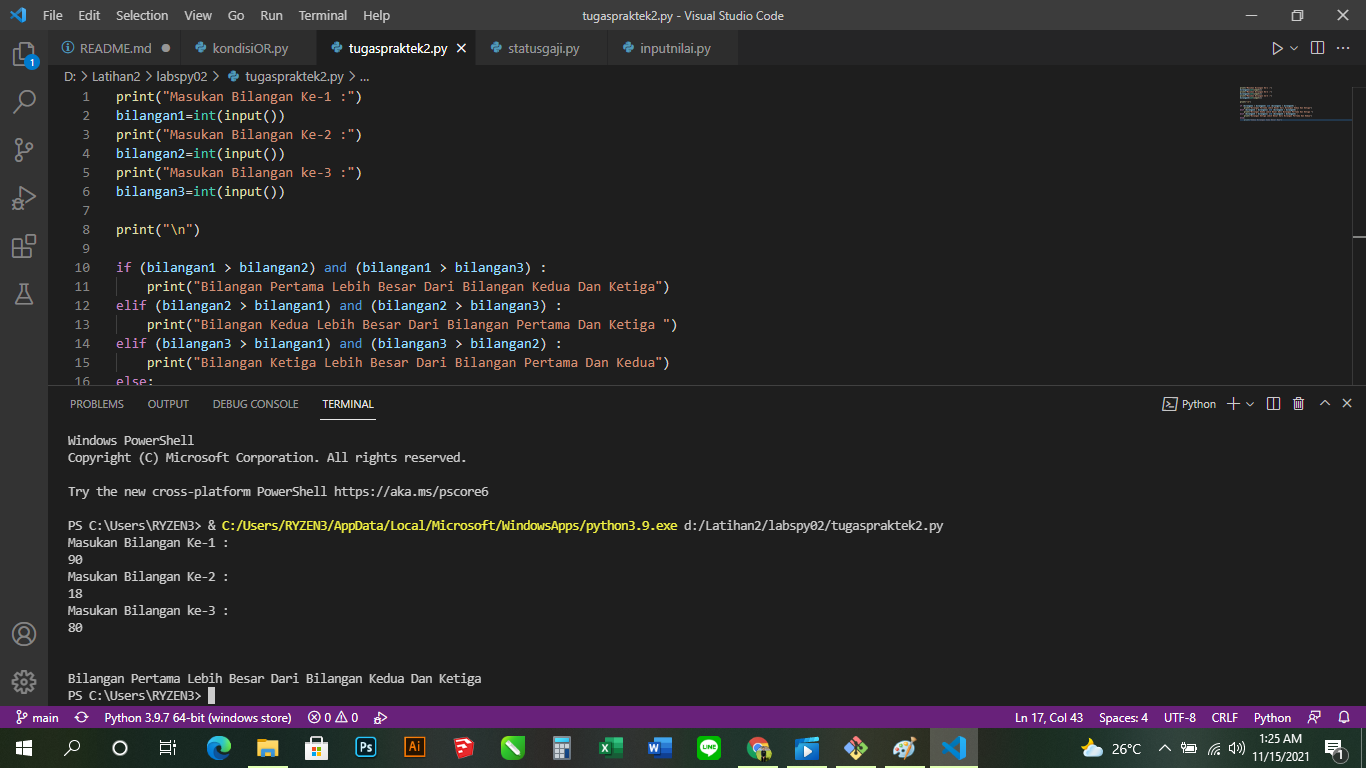 File Edit Selection View Go Run Terminal Help tugaspraktek2.py - Visual Studio Code
README.md kondisiOR.py tugaspraktek2.py statusgaji.py inputnilai.py
D: > Latihan2 > labspy02 > tugaspraktek2.py > ...
1 print("Masukan Bilangan Ke-1 :")
2 bilangan1=int(input())
3 print("Masukan Bilangan Ke-2 :")
4 bilangan2=int(input())
5 print("Masukan Bilangan ke-3 :")
6 bilangan3=int(input())
7
8 print("\n")
9
10 if (bilangan1 > bilangan2) and (bilangan1 > bilangan3) :
11 print("Bilangan Pertama Lebih Besar Dari Bilangan Kedua Dan Ketiga")
12 elif (bilangan2 > bilangan1) and (bilangan2 > bilangan3) :
13 print("Bilangan Kedua Lebih Besar Dari Bilangan Pertama Dan Ketiga ")
14 elif (bilangan3 > bilangan1) and (bilangan3 > bilangan2) :
15 print("Bilangan Ketiga Lebih Besar Dari Bilangan Pertama Dan Kedua")
16 else:
PROBLEMS OUTPUT DEBUG CONSOLE TERMINAL Python
Windows PowerShell
Copyright (C) Microsoft Corporation. All rights reserved.
Try the new cross-platform PowerShell https://aka.ms/pscore6
PS C:\Users\RYZEN3> & C:/Users/RYZEN3/AppData/Local/Microsoft/WindowsApps/python3.9.exe d:/Latihan2/labspy02/tugaspraktek2.py
Masukan Bilangan Ke-1 :
90
Masukan Bilangan Ke-2 :
18
Masukan Bilangan ke-3 :
80
Bilangan Pertama Lebih Besar Dari Bilangan Kedua Dan Ketiga
PS C:\Users\RYZEN3>
main Python 3.9.7 64-bit (windows store) 0 0 Ln 17, Col 43 Spaces: 4 UTF-8 CRLF Python
Ps Ai LINE 26°C 1:25 AM
11/15/2021 1